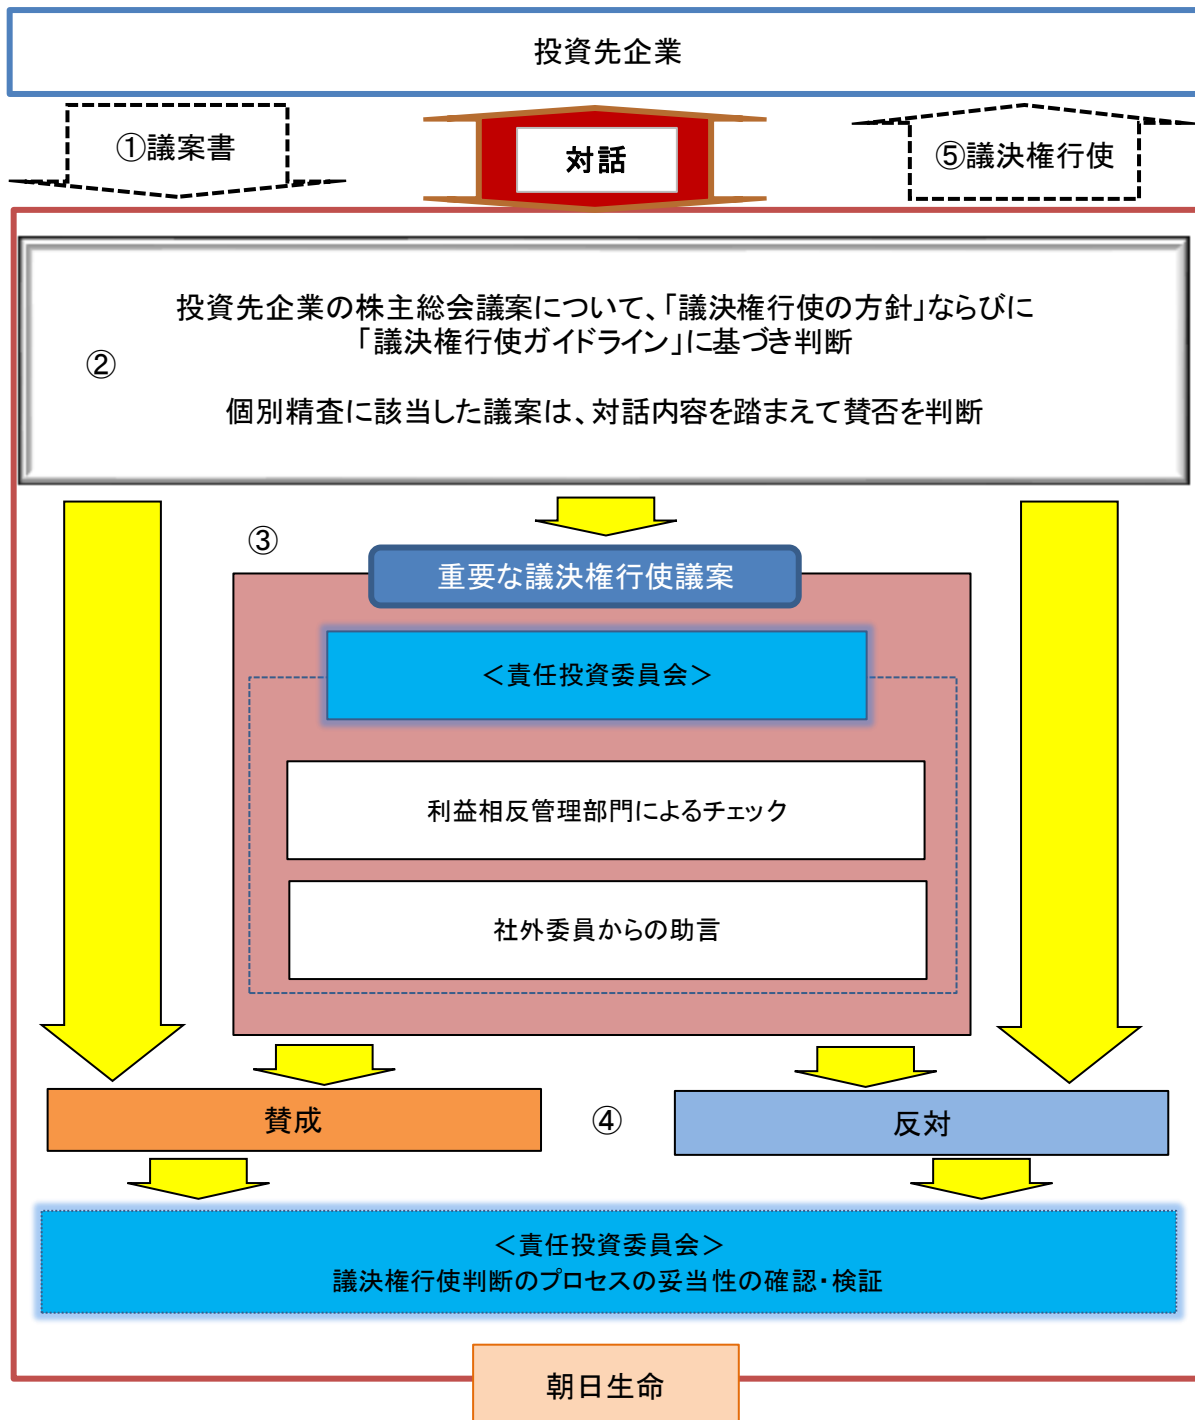 投資先企業
①議案書
対話
⑤議決権行使
投資先企業の株主総会議案について、「議決権行使の方針」ならびに
「議決権行使ガイドライン」に基づき判断
②
個別精査に該当した議案は、対話内容を踏まえて賛否を判断
③
重要な議決権行使議案
＜責任投資委員会＞
利益相反管理部門によるチェック
社外委員からの助言
賛成
④
反対
＜責任投資委員会＞
議決権行使判断のプロセスの妥当性の確認・検証
朝日生命